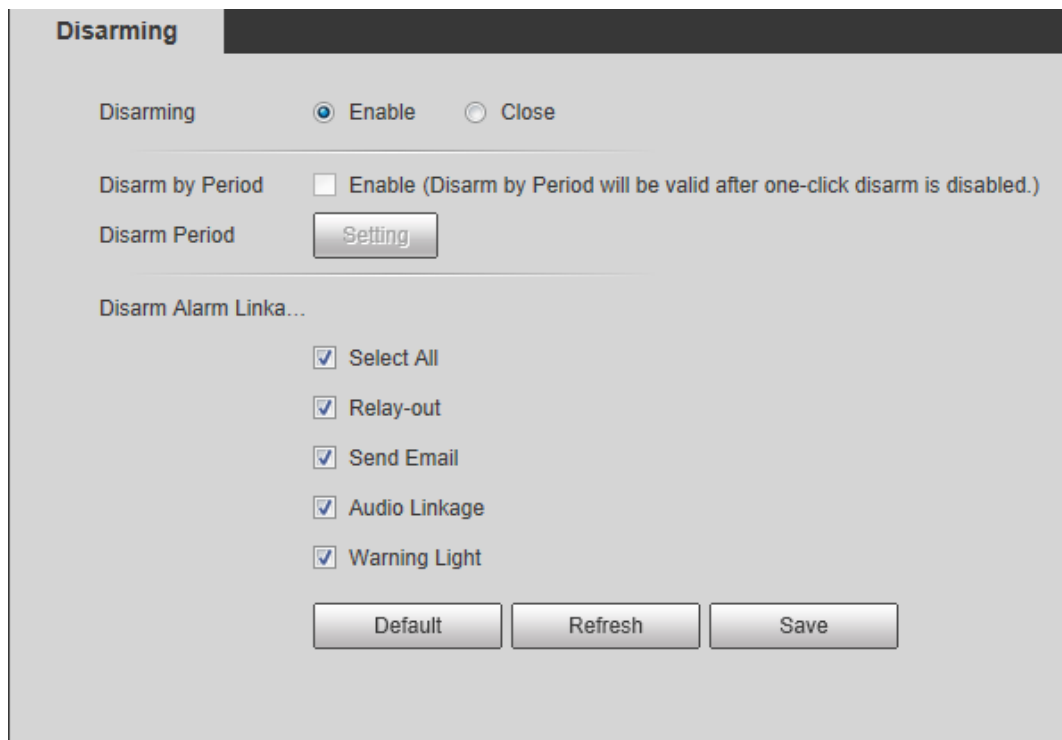 Disarming
Disarming Enable Close
Disarm by Period Enable (Disarm by Period will be valid after one-click disarm is disabled.)
Disarm Period Setting
Disarm Alarm Linka...
Select All
Relay-out
Send Email
Audio Linkage
Warning Light
Default Refresh Save